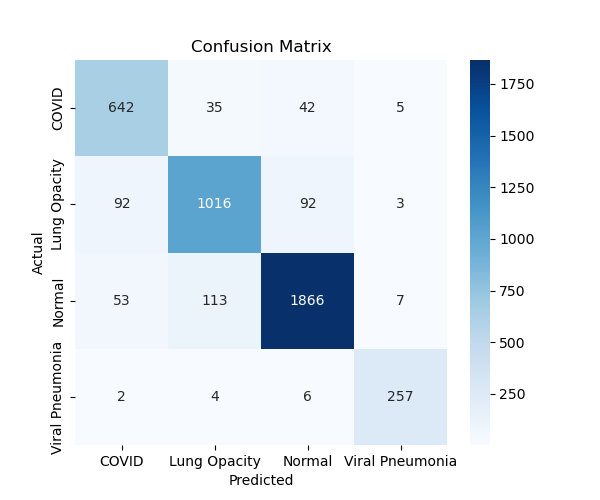 Confusion Matrix
Actual
COVID
642 35 42 5
Lung Opacity
92 1016 92 3
Normal
53 113 1866 7
Viral Pneumonia
2 4 6 257
COVID Lung Opacity Normal Viral Pneumonia
Predicted
1750
1500
1250
1000
750
500
250